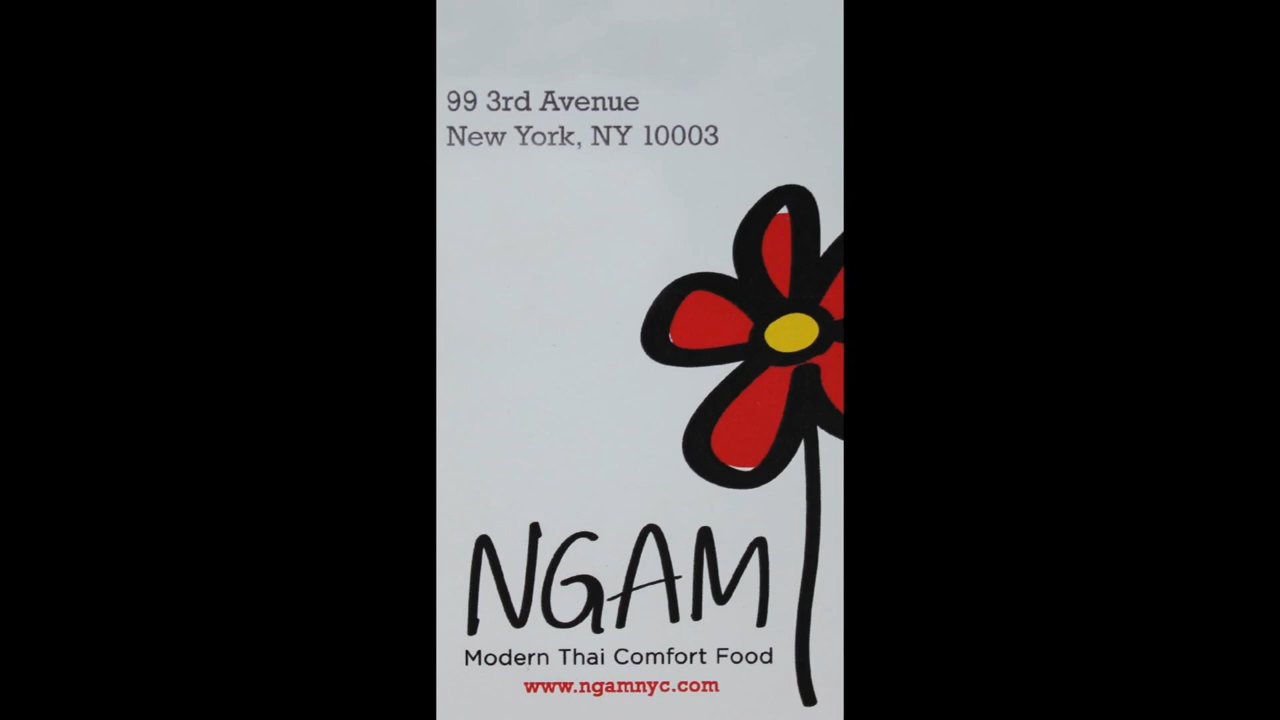 99 3rd Avenue
New York, NY 10003
NGAM
Modern Thai Comfort Food
www.ngamnyc.com